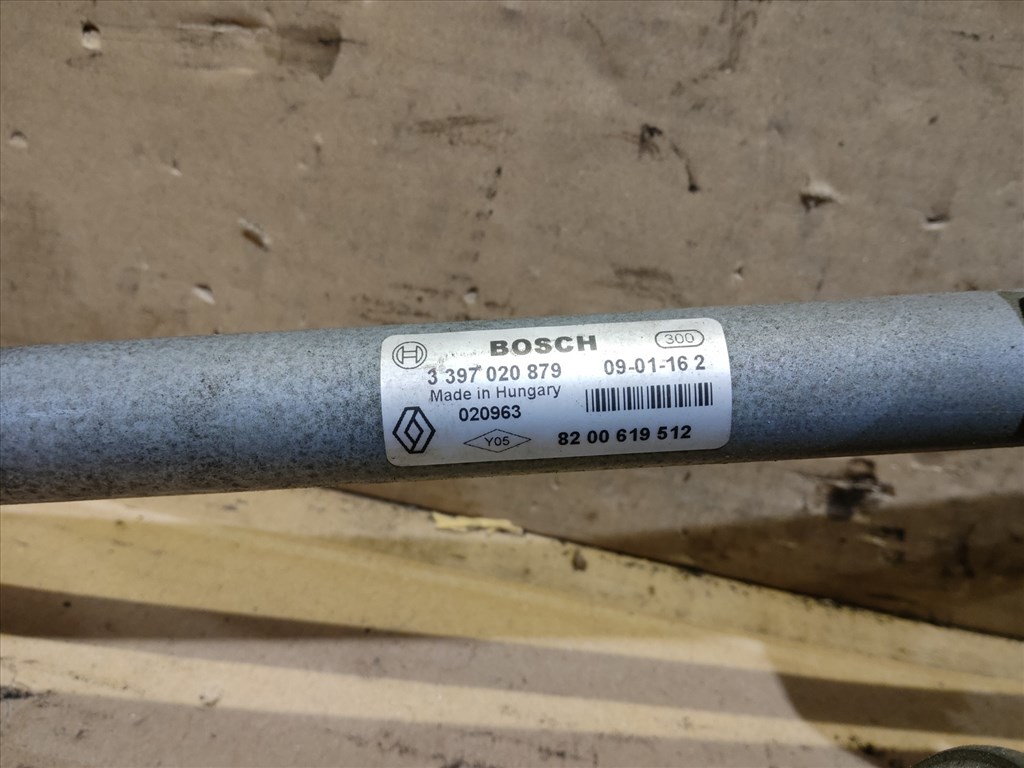 BOSCH 300
3 397 020 879 09-01-16 2
Made in Hungary
020963
Y05 82 00 619 512